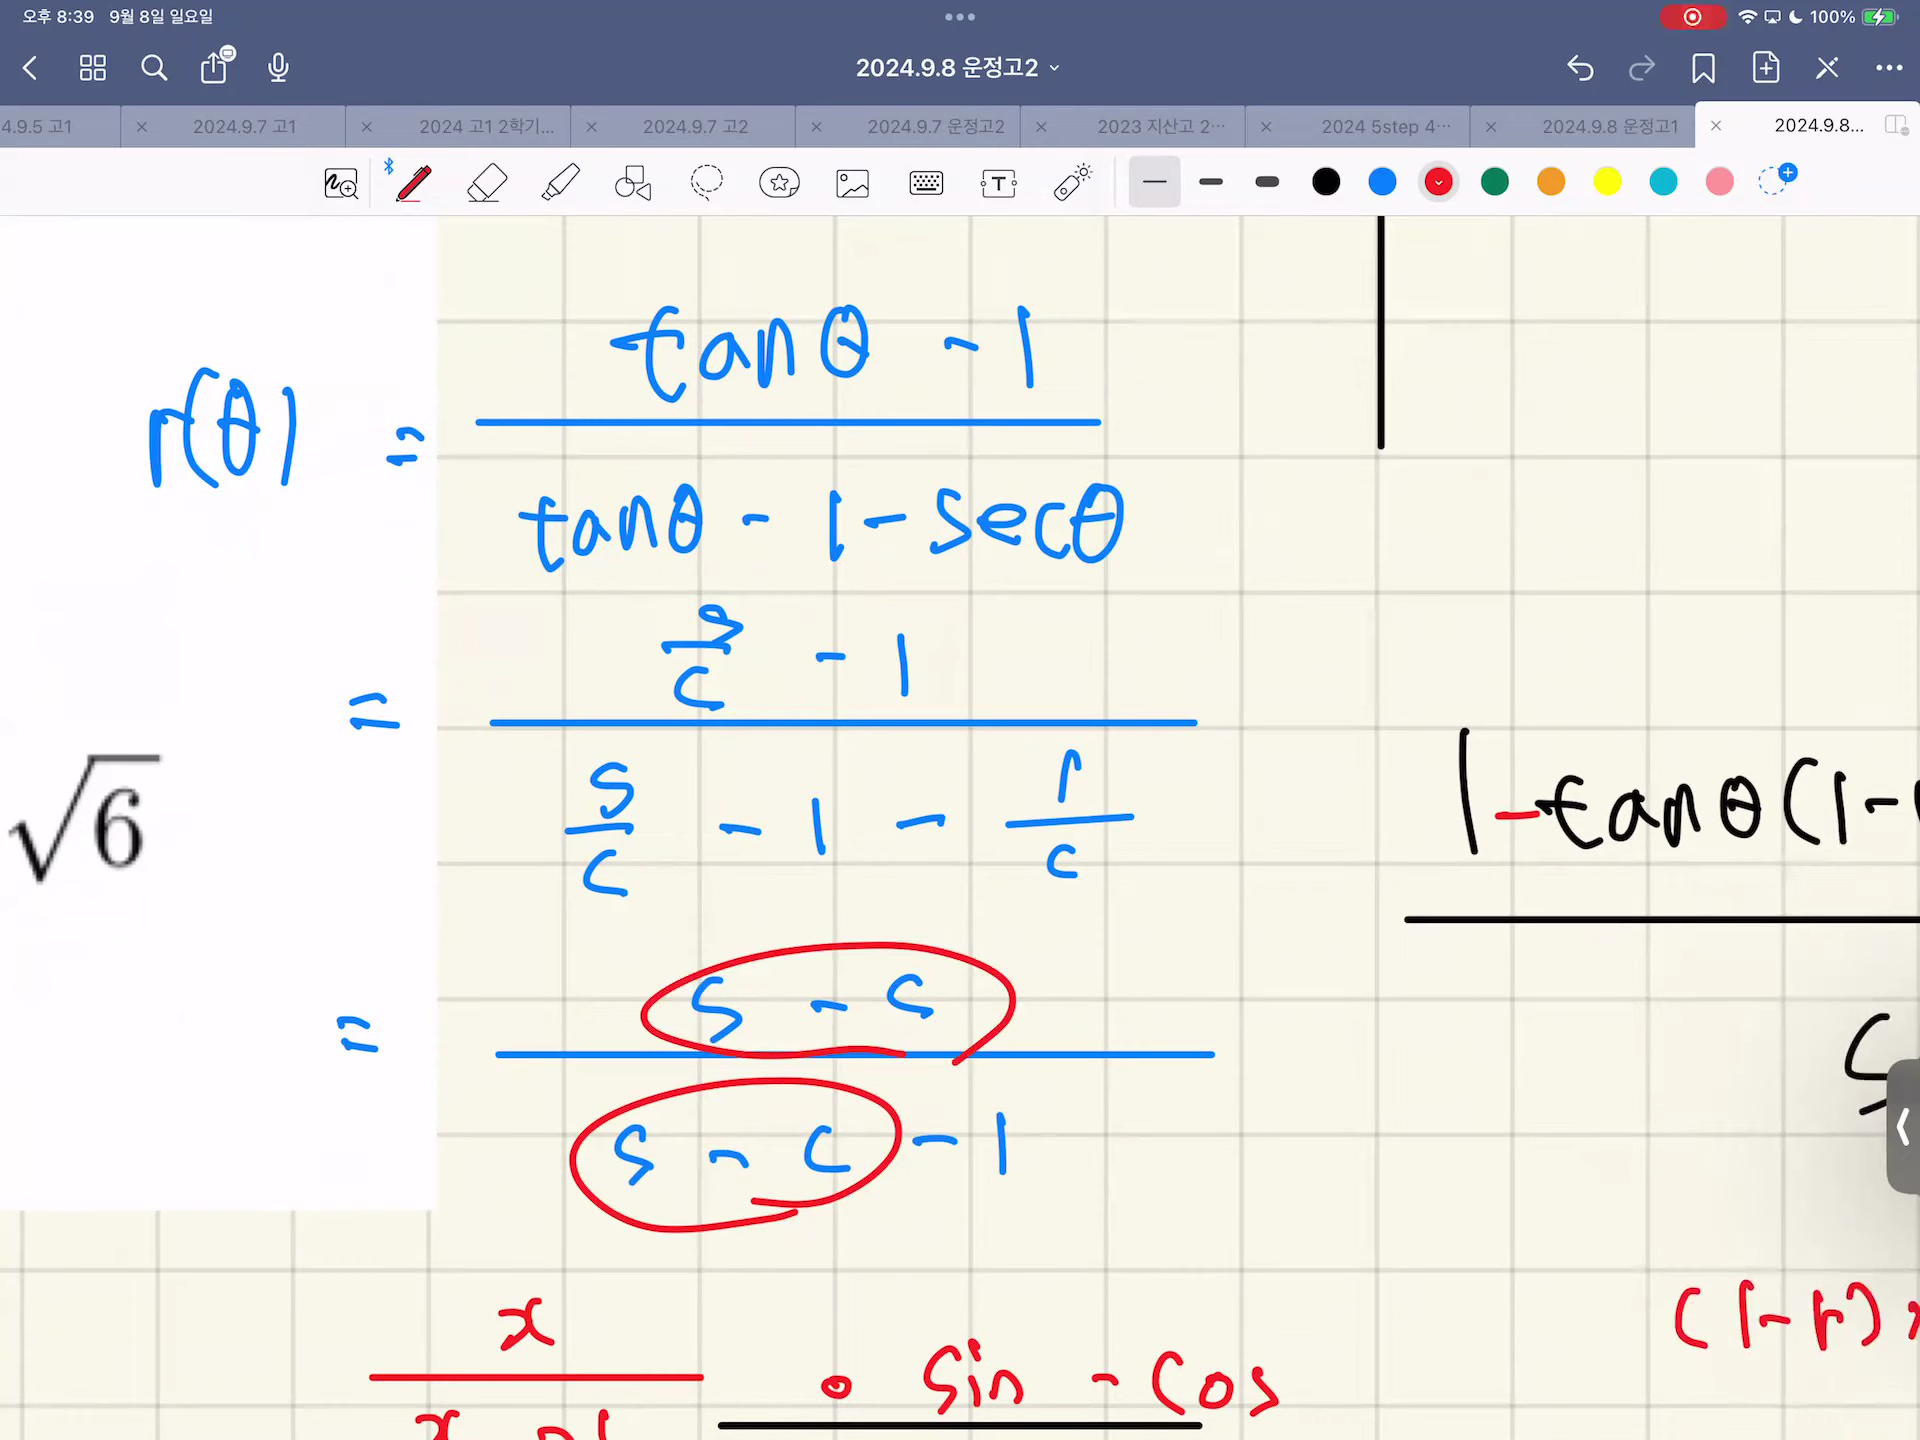 오후 8:39 9월 8일 일요일
100%
2024.9.8 운정고2
4.9.5 고1
2024.9.7 고1
2024 고1 2학기...
2024.9.7 고2
2024.9.7 운정고2
2023 지산고 2...
2024 5step 4...
2024.9.8 운정고1
2024.9.8...
r(θ) = (tanθ - 1) / (tanθ - 1 - secθ)
= (s/c - 1) / (s/c - 1 - 1/c)
√6
1 - tanθ(1 -
= (s - c) / (s - c - 1)
(1-r)
x
sin - cos